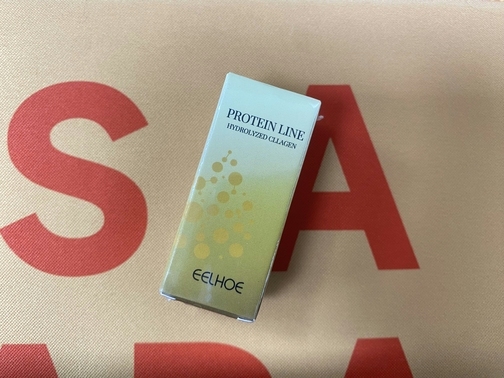 S A
PROTEIN LINE
HYDROLYZED CLLAGEN
EELHOE